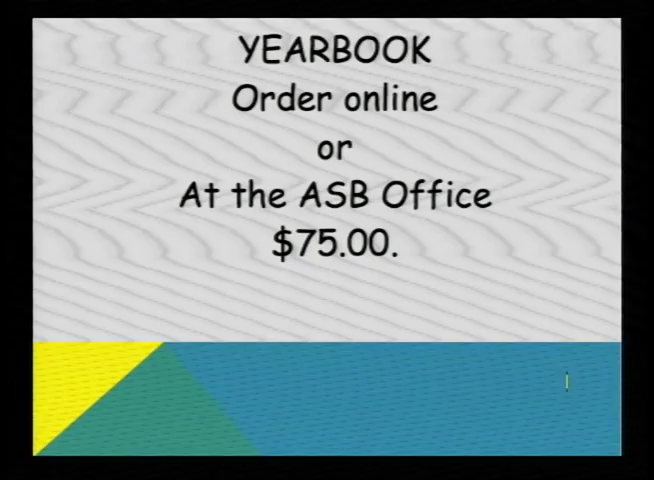 YEARBOOK
Order online
or
At the ASB Office
$75.00.